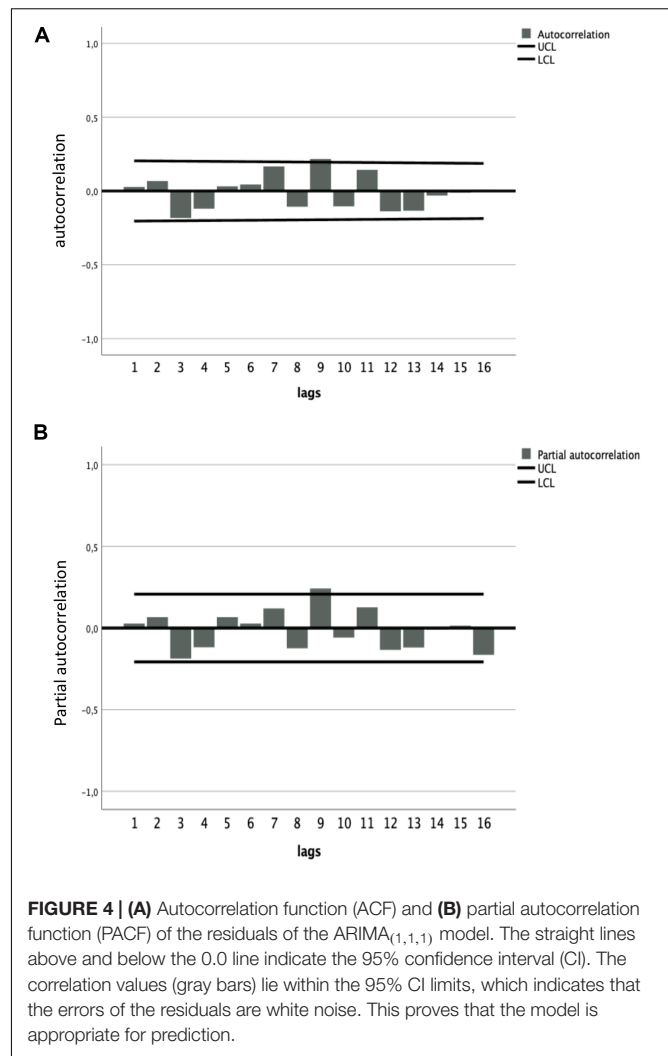 A
Autocorrelation
UCL
LCL
1,0
0,5
0,0
-0,5
-1,0
autocorrelation
1 2 3 4 5 6 7 8 9 10 11 12 13 14 15 16
lags
B
Partial autocorrelation
UCL
LCL
1,0
0,5
0,0
-0,5
-1,0
Partial autocorrelation
1 2 3 4 5 6 7 8 9 10 11 12 13 14 15 16
lags
FIGURE 4 | (A) Autocorrelation function (ACF) and (B) partial autocorrelation
function (PACF) of the residuals of the ARIMA(1,1,1) model. The straight lines
above and below the 0.0 line indicate the 95% confidence interval (CI). The
correlation values (gray bars) lie within the 95% CI limits, which indicates that
the errors of the residuals are white noise. This proves that the model is
appropriate for prediction.